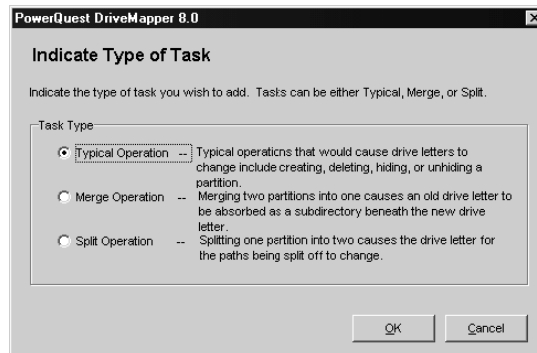 PowerQuest DriveMapper 8.0
Indicate Type of Task
Indicate the type of task you wish to add. Tasks can be either Typical, Merge, or Split.
Task Type
Typical Operation -- Typical operations that would cause drive letters to
change include creating, deleting, hiding, or unhiding a
partition.
Merge Operation -- Merging two partitions into one causes an old drive letter to
be absorbed as a subdirectory beneath the new drive
letter.
Split Operation -- Splitting one partition into two causes the drive letter for
the paths being split off to change.
OK Cancel